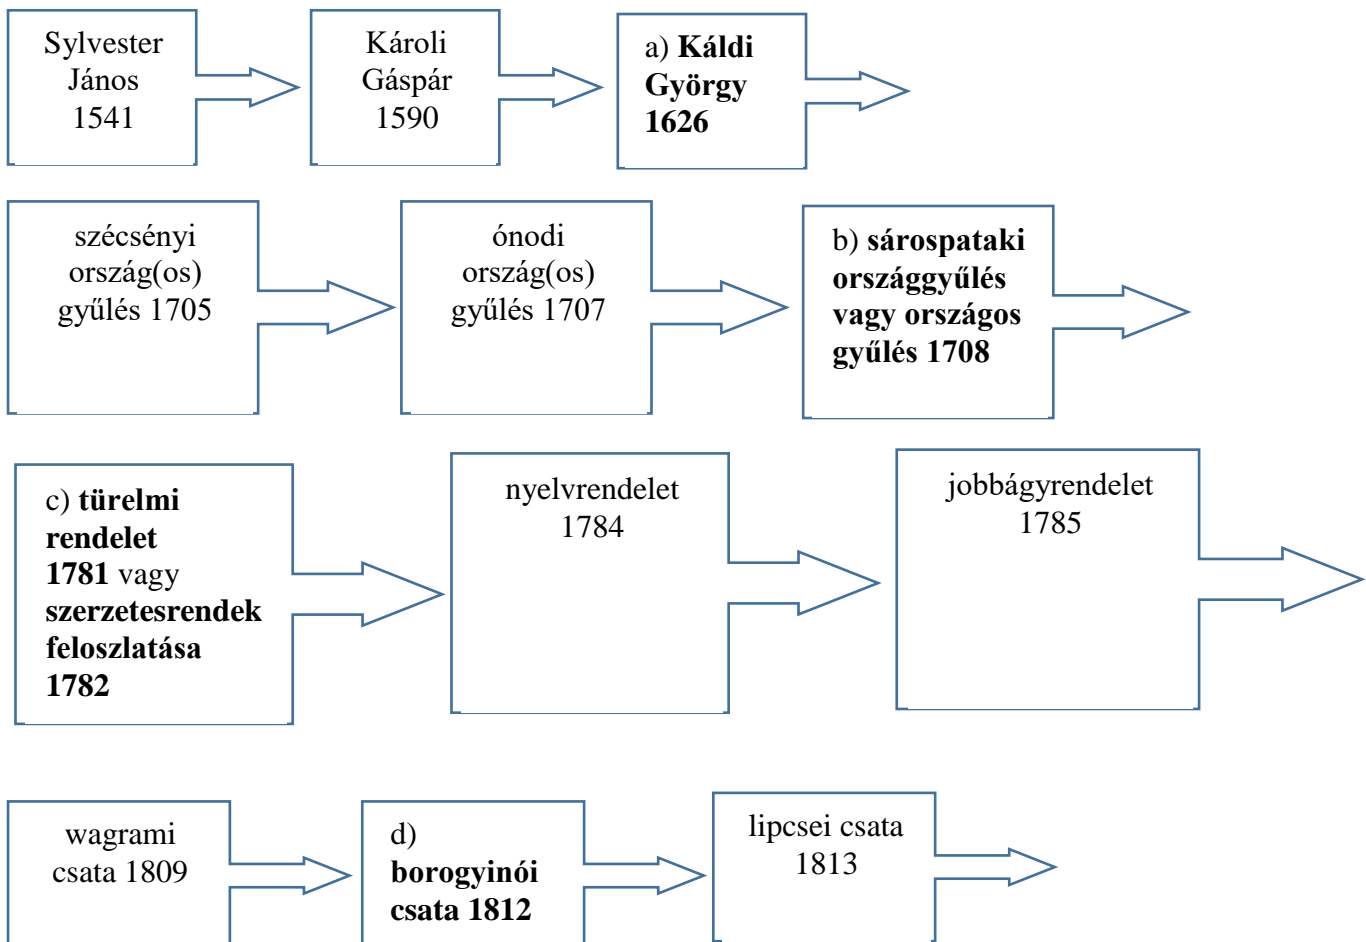 Sylvester
János
1541
Károli
Gáspár
1590
a) Káldi
György
1626
szécsényi
ország(os)
gyűlés 1705
ónodi
ország(os)
gyűlés 1707
b) sárospataki
országgyűlés
vagy országos
gyűlés 1708
c) türelmi
rendelet
1781 vagy
szerzetesrendek
feloszlatása
1782
nyelvrendelet
1784
jobbágyrendelet
1785
wagrami
csata 1809
d)
borogyinói
csata 1812
lipcsei csata
1813